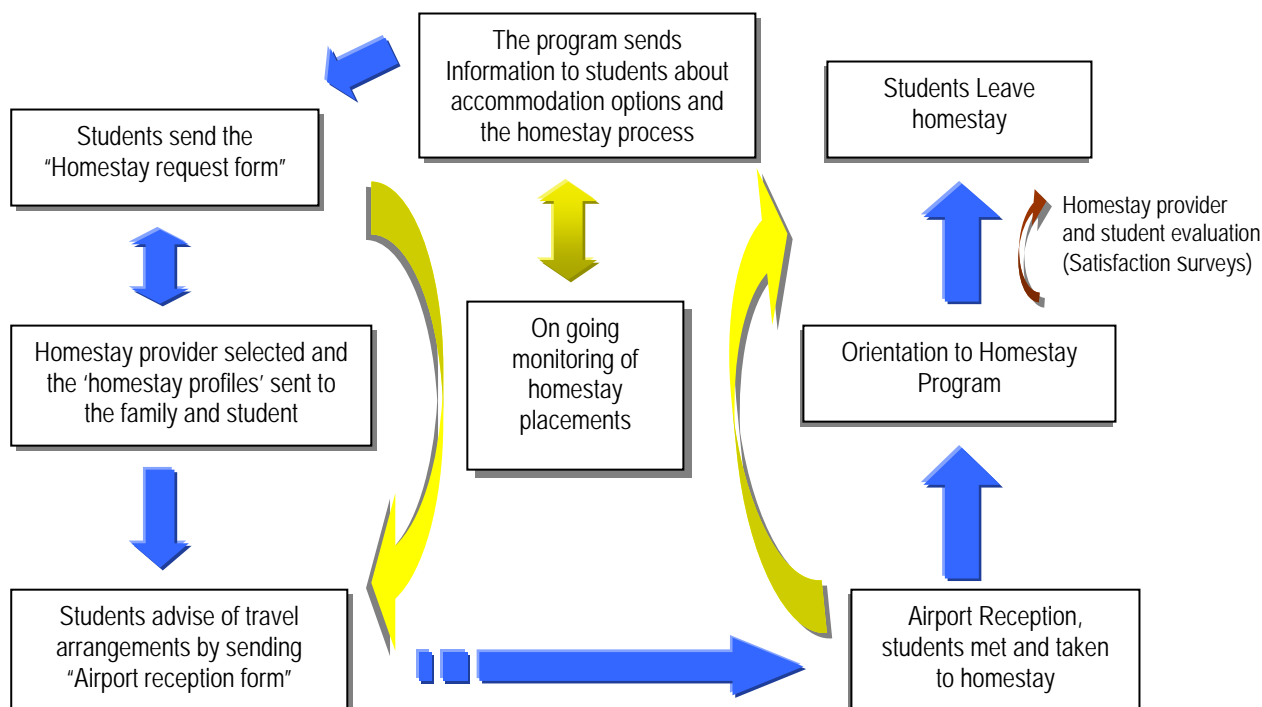 The program sends
Information to students about
accommodation options and
the homestay process
Students send the
“Homestay request form”
Homestay provider selected and
the ‘homestay profiles’ sent to
the family and student
Students advise of travel
arrangements by sending
“Airport reception form”
On going
monitoring of
homestay
placements
Airport Reception,
students met and taken
to homestay
Orientation to Homestay
Program
Homestay provider
and student evaluation
(Satisfaction surveys)
Students Leave
homestay